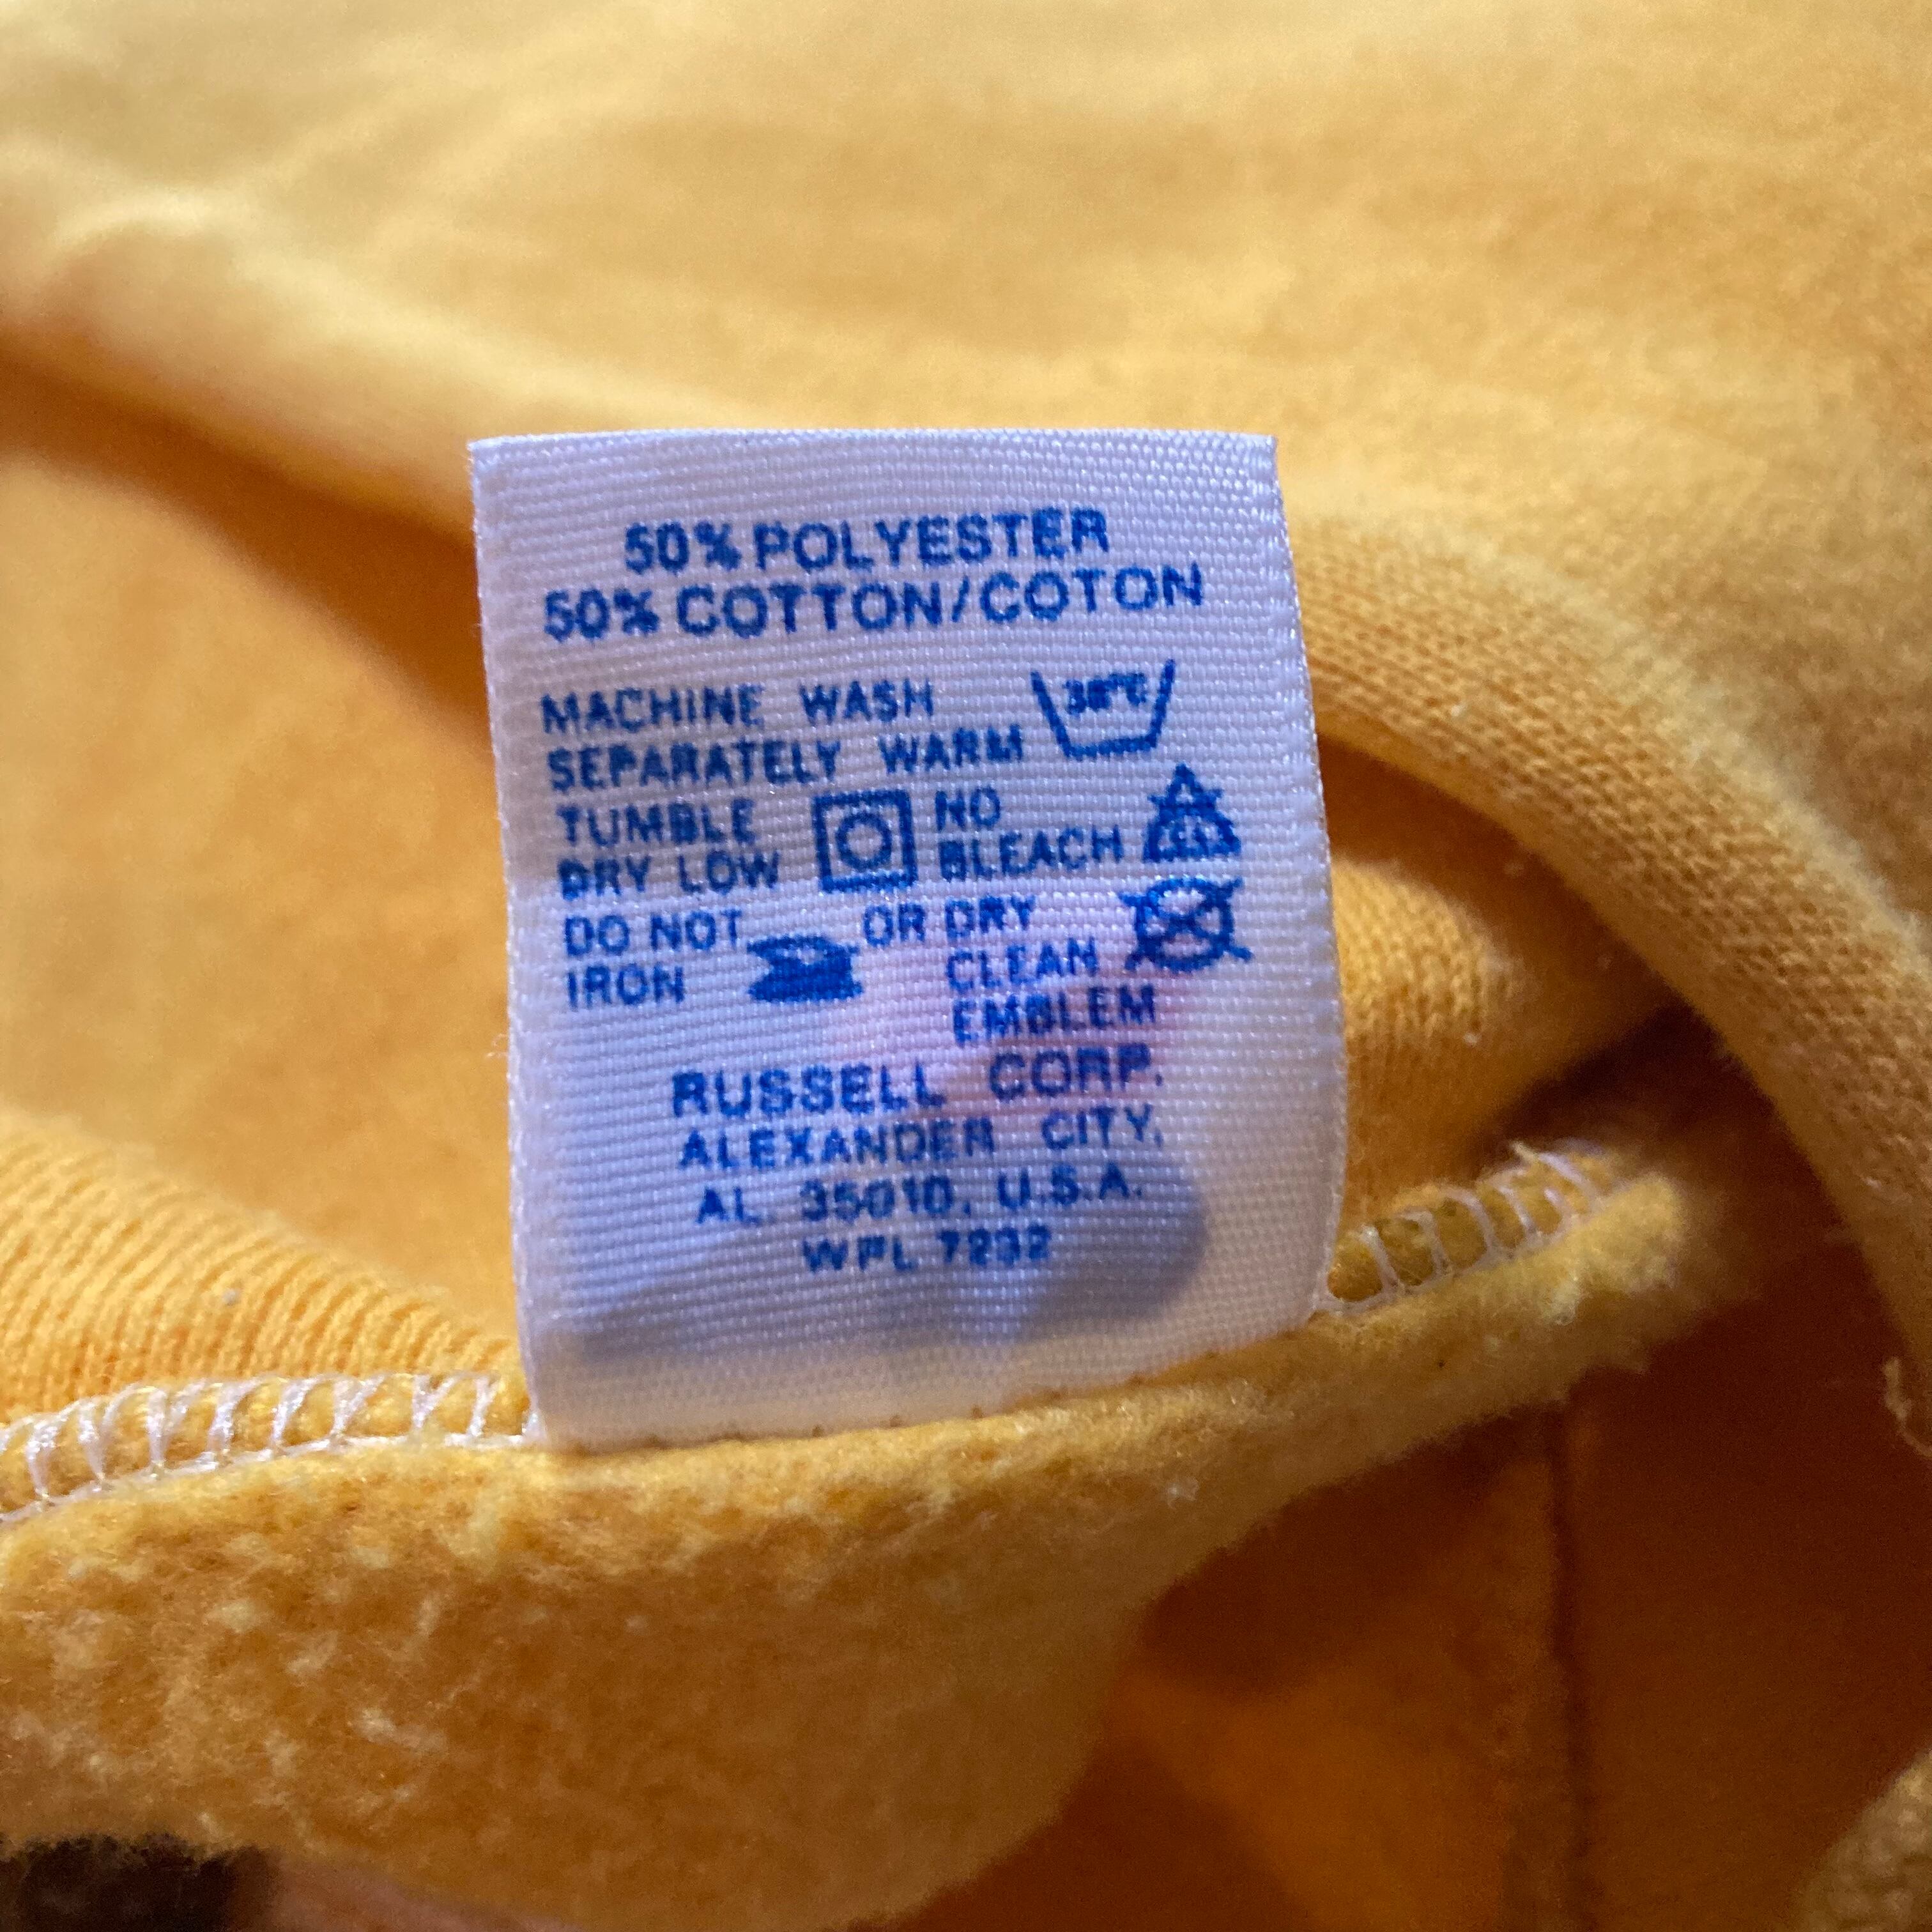 50% POLYESTER
50% COTTON/COTON
MACHINE WASH
SEPARATELY WARM
38°C
TUMBLE
DRY LOW
NO
BLEACH
DO NOT
IRON
OR DRY
CLEAN
EMBLEM
RUSSELL CORP.
ALEXANDER CITY,
AL 35010, U.S.A.
WPL 7232